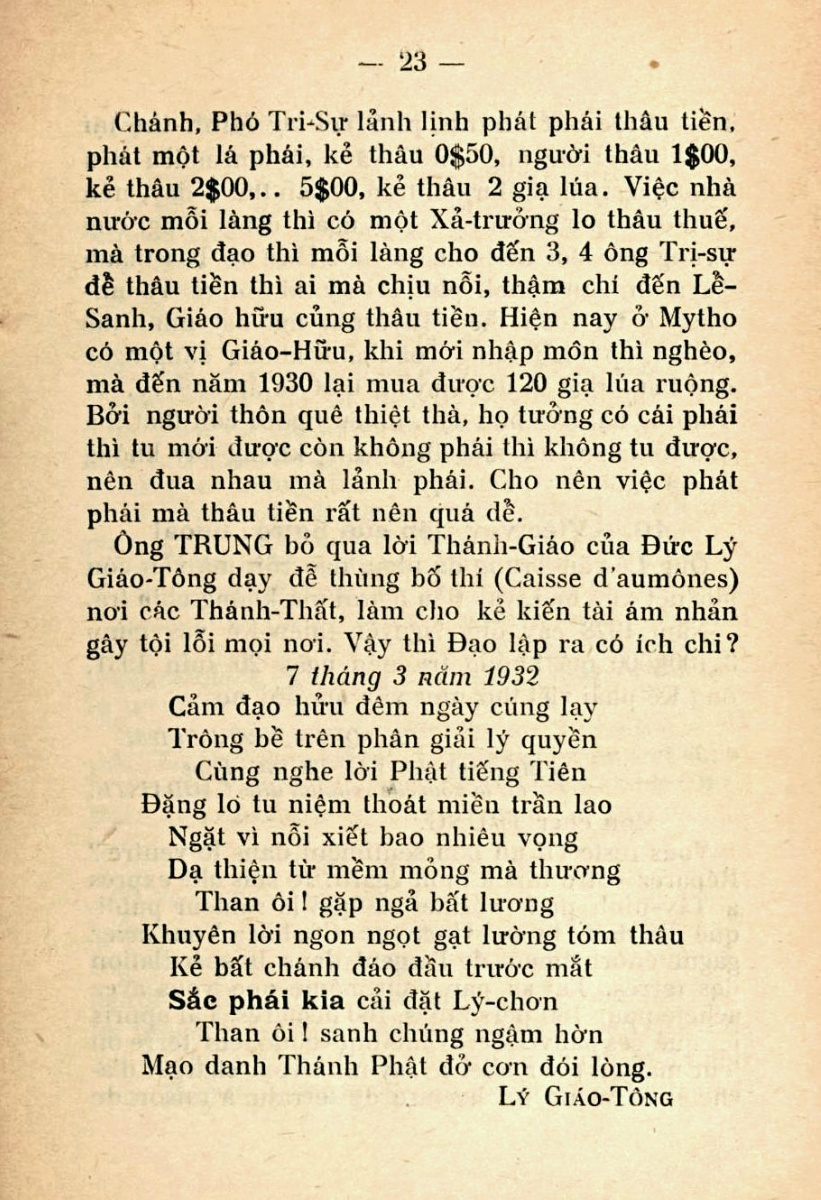 — 23 —
Chánh, Phó Tri-Sự lảnh lịnh phát phái thâu tiền,
phát một lá phái, kẻ thâu 0$50, người thâu 1$00,
kẻ thâu 2$00,.. 5$00, kẻ thâu 2 giạ lúa. Việc nhà
nước mỗi làng thì có một Xả-trưởng lo thâu thuế,
mà trong đạo thì mỗi làng cho đến 3, 4 ông Trị-sự
để thâu tiền thì ai mà chịu nỗi, thậm chí đến Lễ-
Sanh, Giáo hữu củng thâu tiền. Hiện nay ở Mytho
có một vị Giáo-Hữu, khi mới nhập môn thì nghèo,
mà đến năm 1930 lại mua được 120 giạ lúa ruộng.
Bởi người thôn quê thiệt thà, họ tưởng có cái phái
thì tu mới được còn không phái thì không tu được,
nên đua nhau mà lảnh phái. Cho nên việc phát
phái mà thâu tiền rất nên quá dễ.
Ông TRUNG bỏ qua lời Thánh-Giáo của Đức Lý
Giáo-Tông dạy đễ thùng bố thí (Caisse d'aumônes)
nơi các Thánh-Thất, làm cho kẻ kiến tài ám nhản
gây tội lỗi mọi nơi. Vậy thì Đạo lập ra có ích chi?
7 tháng 3 năm 1932
Cảm đạo hửu đêm ngày cúng lạy
Trông bề trên phân giải lý quyền
Cùng nghe lời Phật tiếng Tiên
Đặng lo tu niệm thoát miền trần lao
Ngặt vì nỗi xiết bao nhiêu vọng
Dạ thiện từ mềm mỏng mà thương
Than ôi! gặp ngả bất lương
Khuyên lời ngon ngọt gạt lường tóm thâu
Kẻ bất chánh đáo đầu trước mắt
Sắc phái kia cải đặt Lý-chơn
Than ôi! sanh chúng ngậm hờn
Mạo danh Thánh Phật đở cơn đói lòng.
LÝ GIÁO-TÔNG